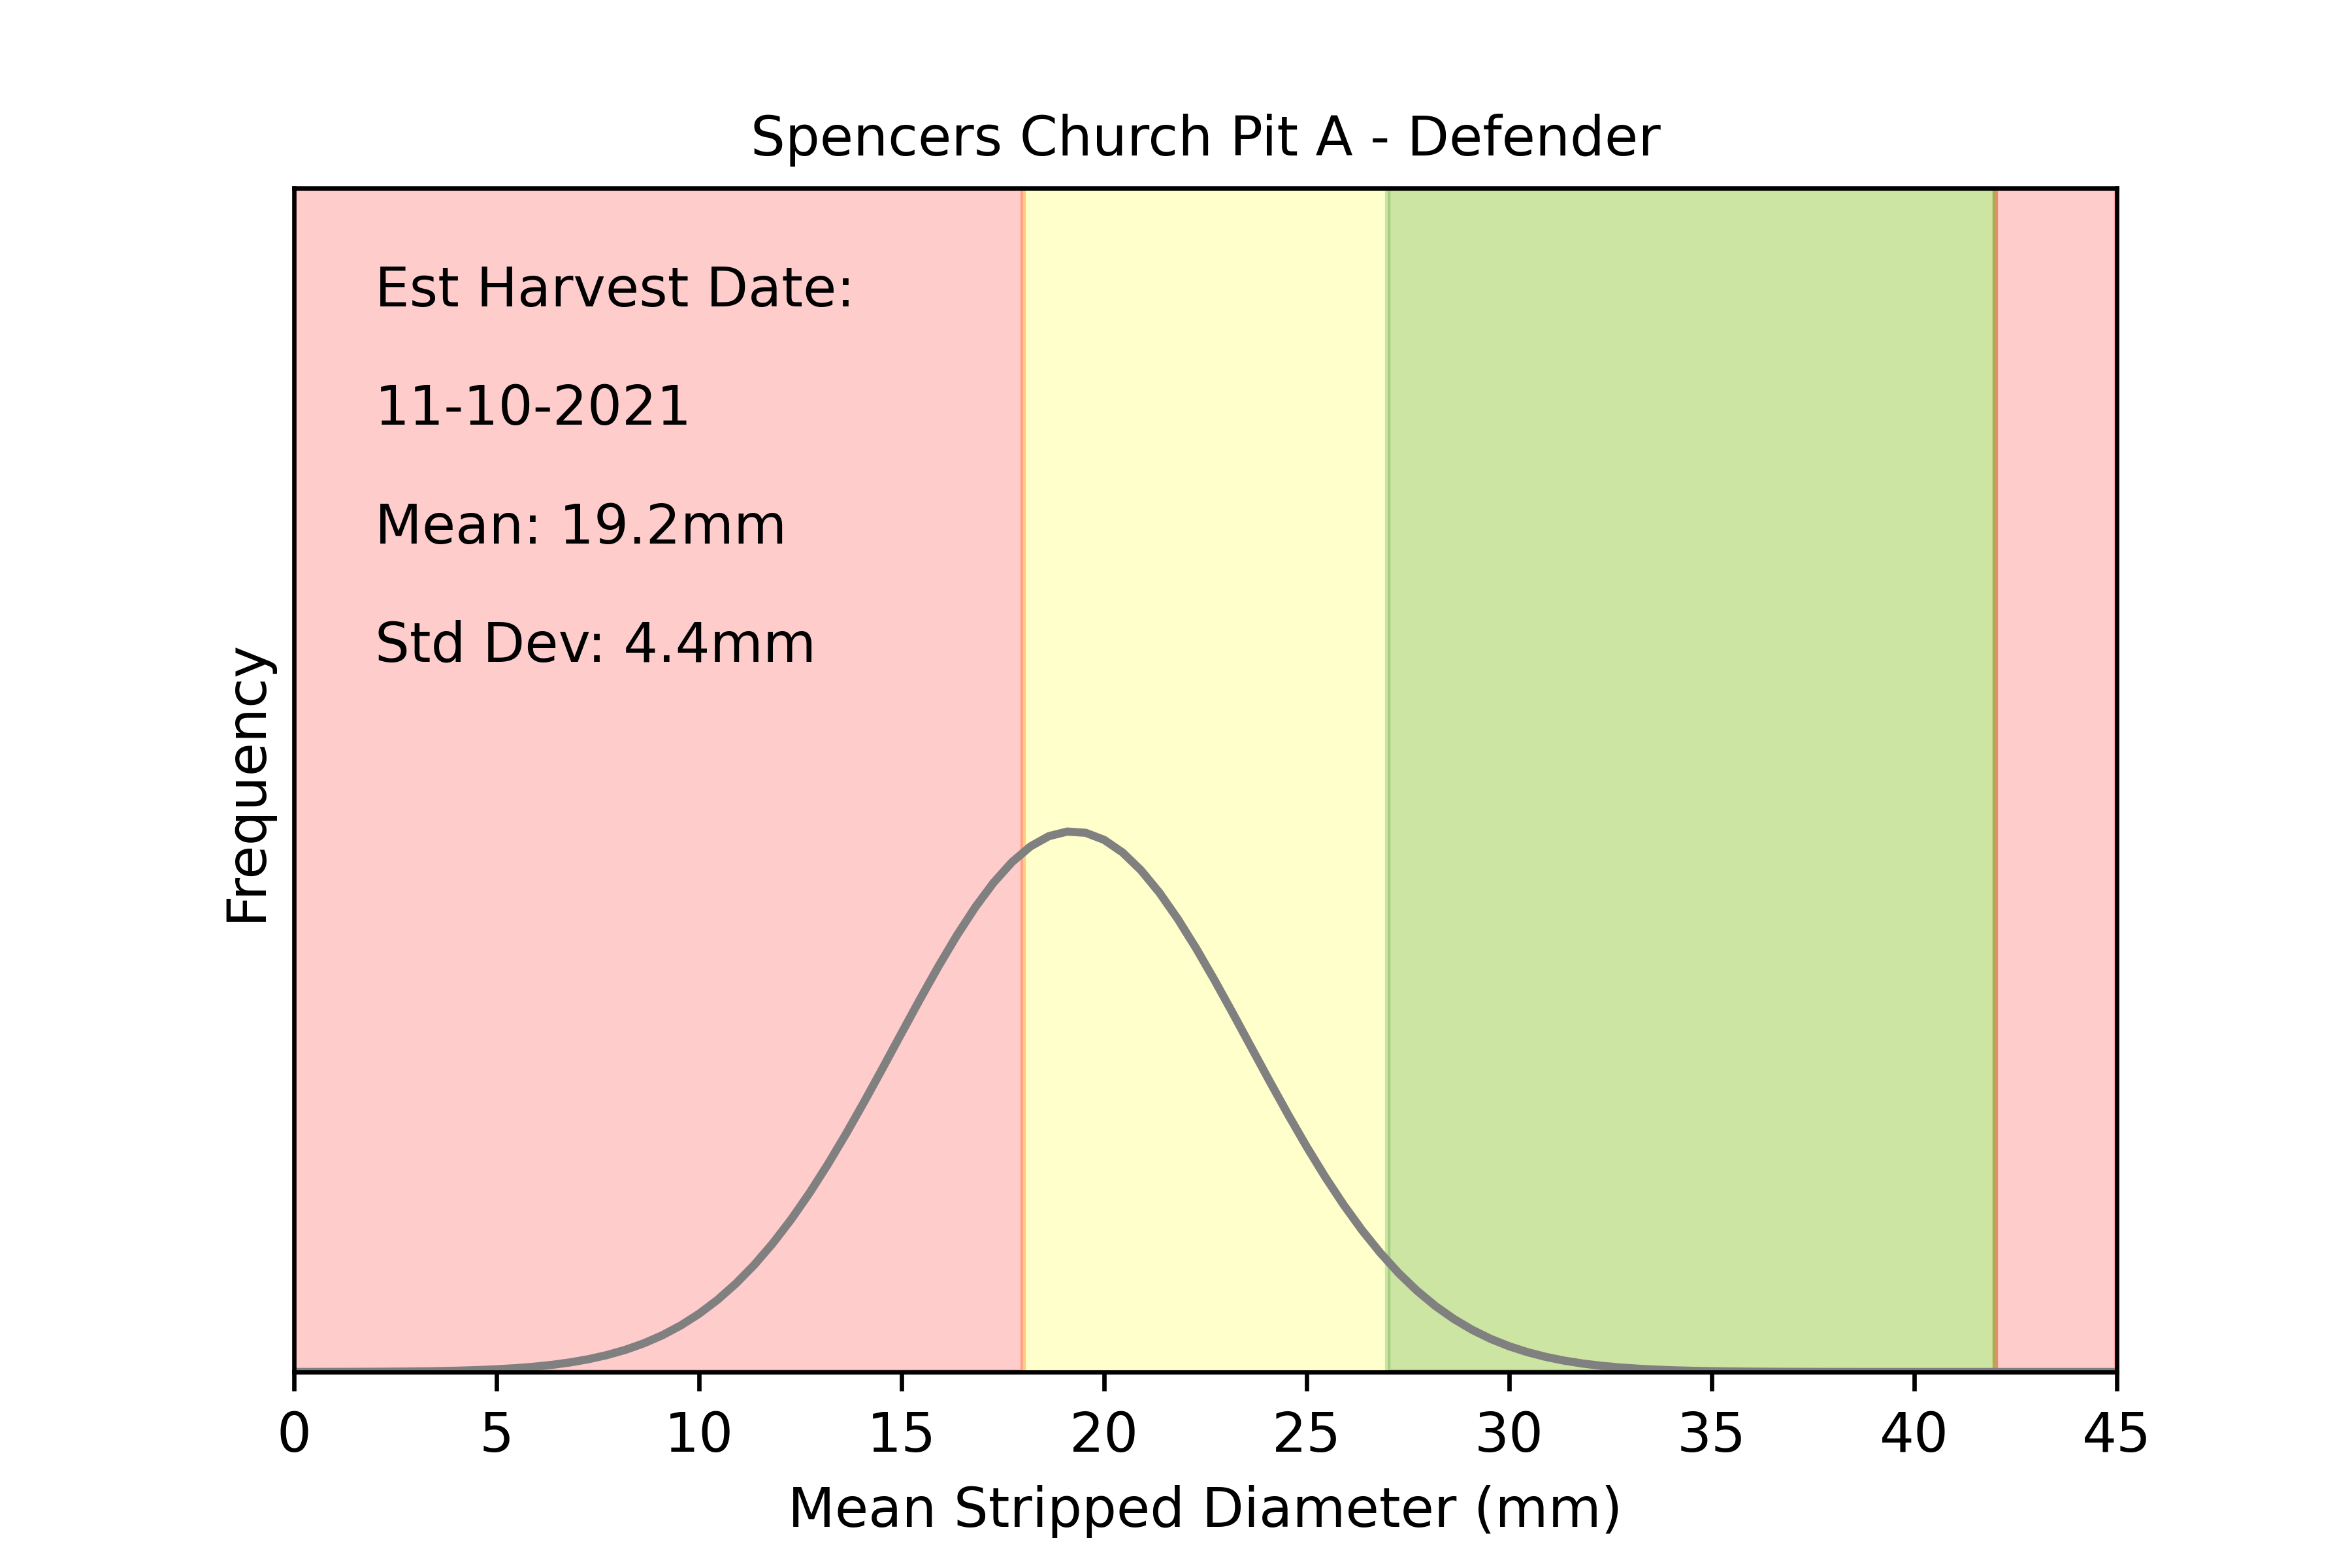 Spencers Church Pit A - Defender
Est Harvest Date:
11-10-2021
Mean: 19.2mm
Std Dev: 4.4mm
Frequency
0 5 10 15 20 25 30 35 40 45
Mean Stripped Diameter (mm)